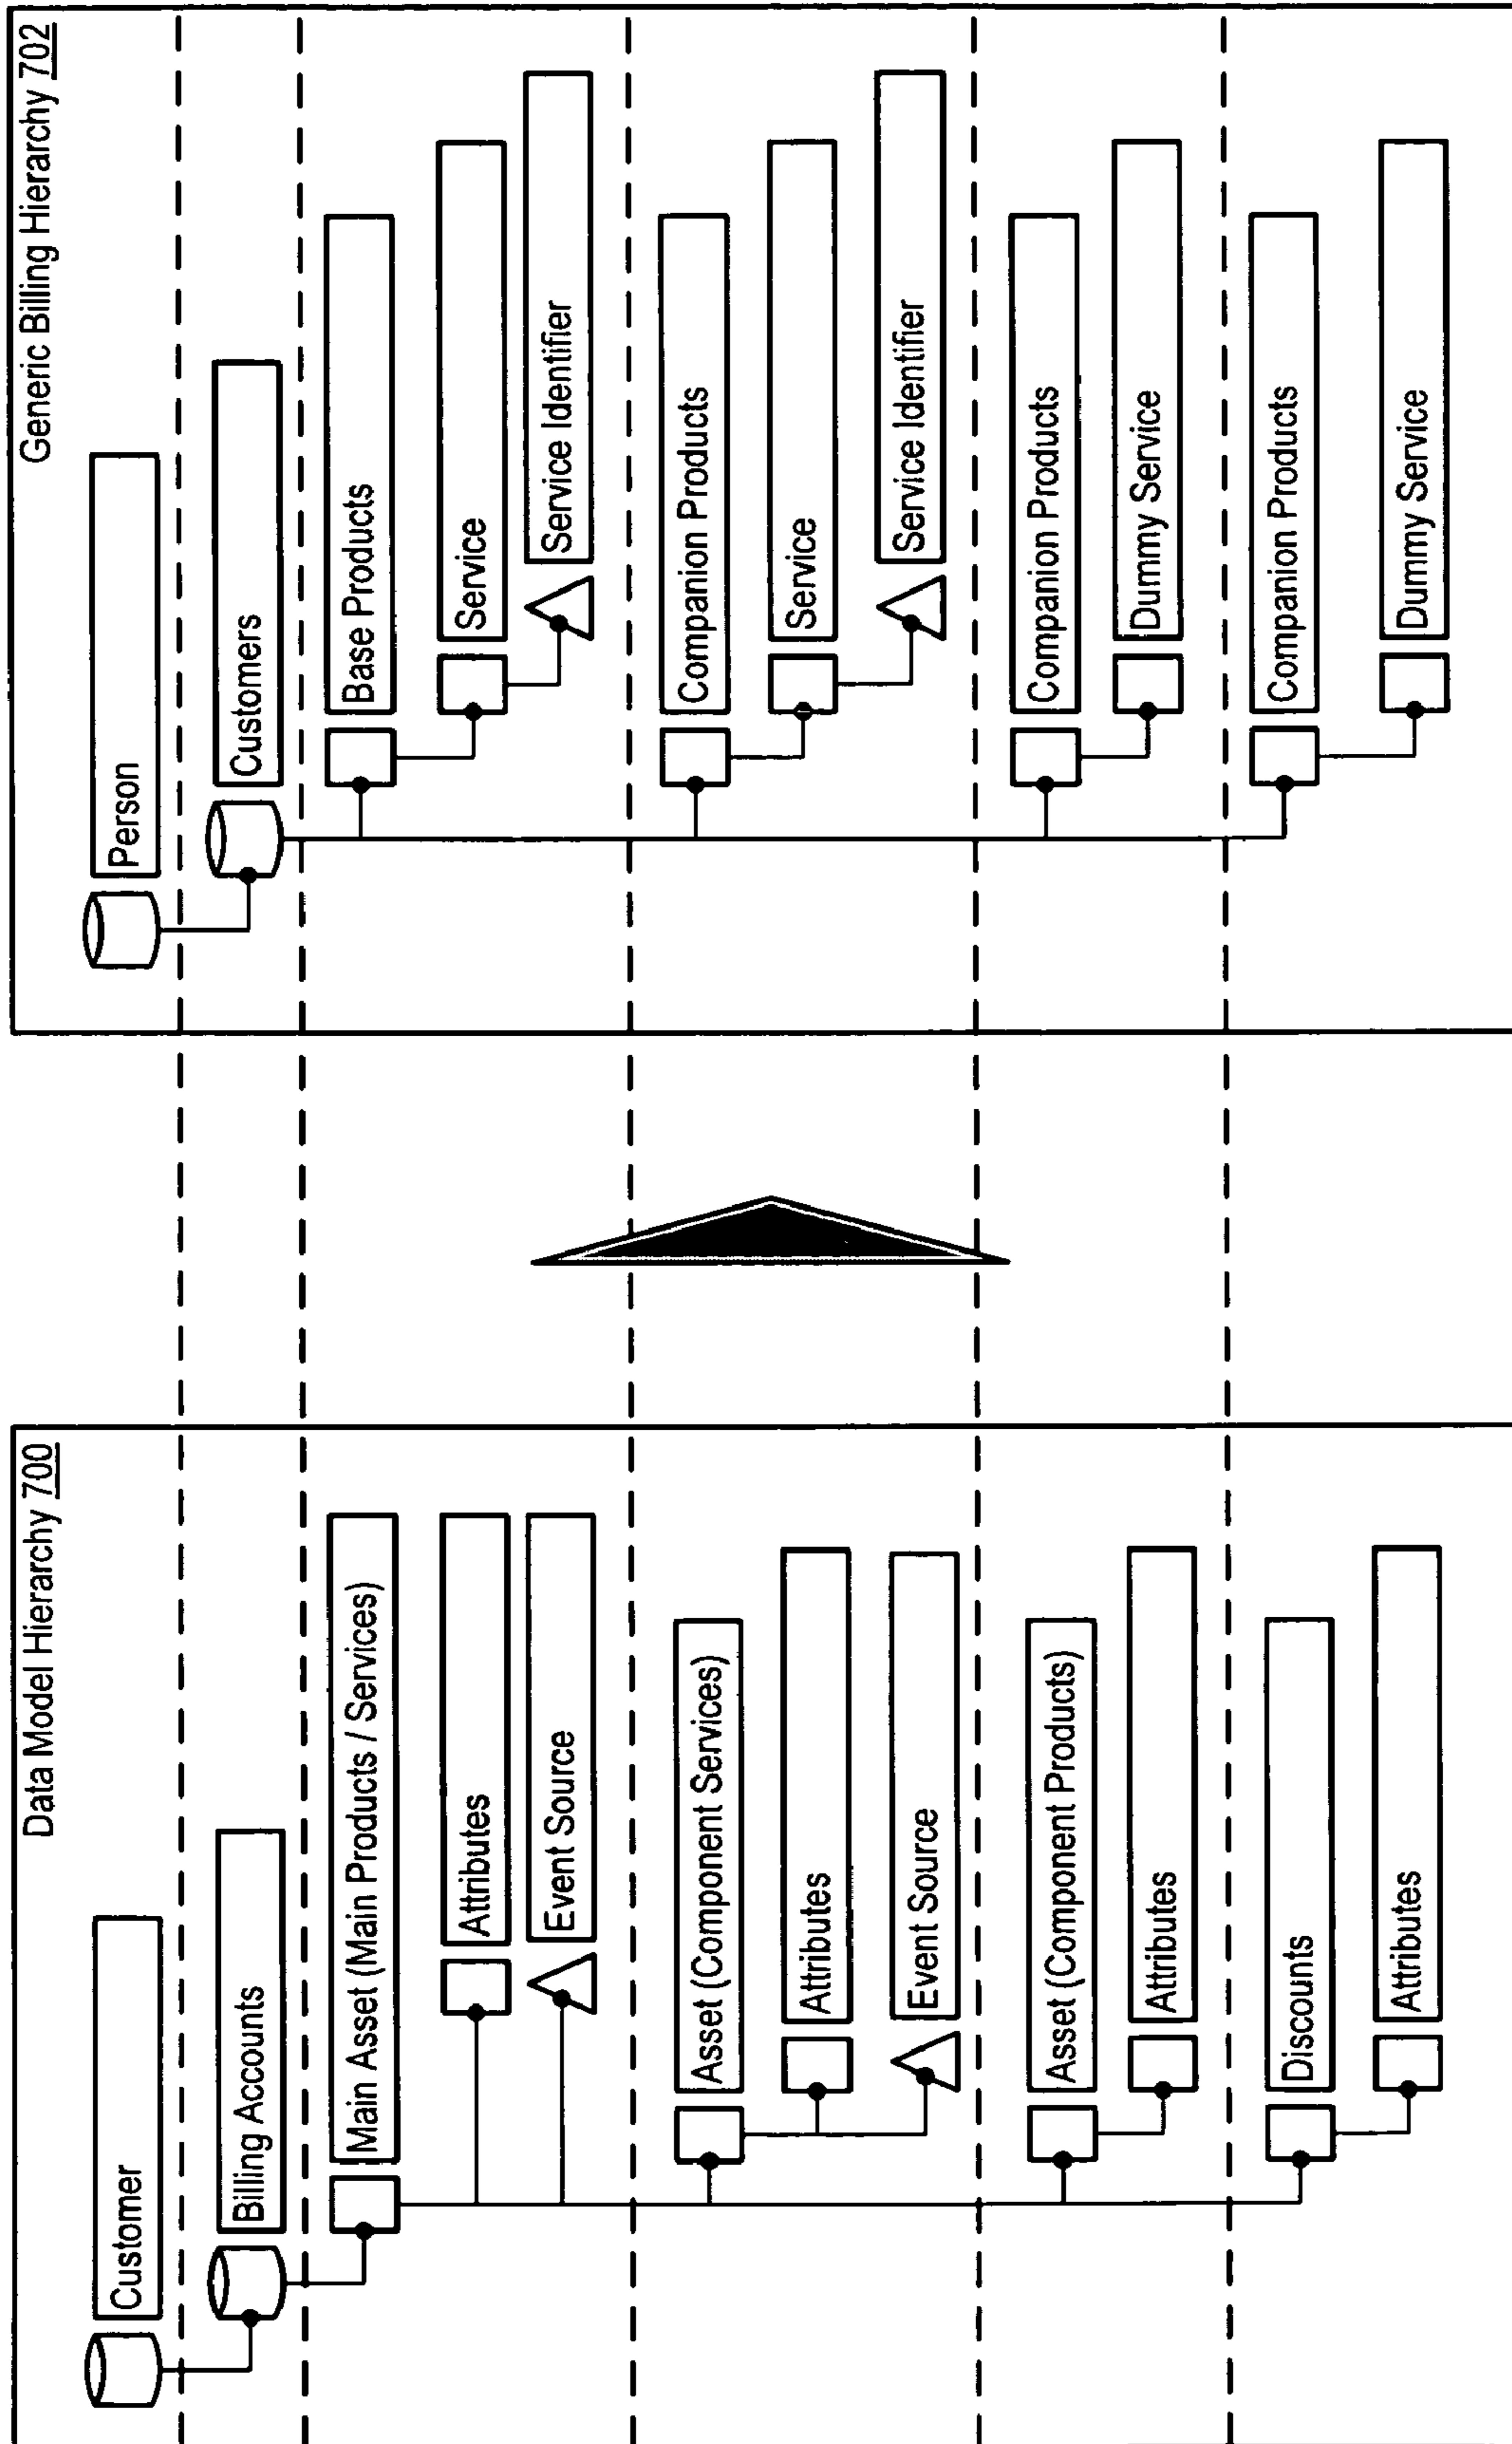 Data Model Hierarchy 700
Customer
Billing Accounts
Main Asset (Main Products / Services)
Attributes
Event Source
Asset (Component Services)
Attributes
Event Source
Asset (Component Products)
Attributes
Discounts
Attributes
Generic Billing Hierarchy 702
Person
Customers
Base Products
Service
Service Identifier
Companion Products
Service
Service Identifier
Companion Products
Dummy Service
Companion Products
Dummy Service